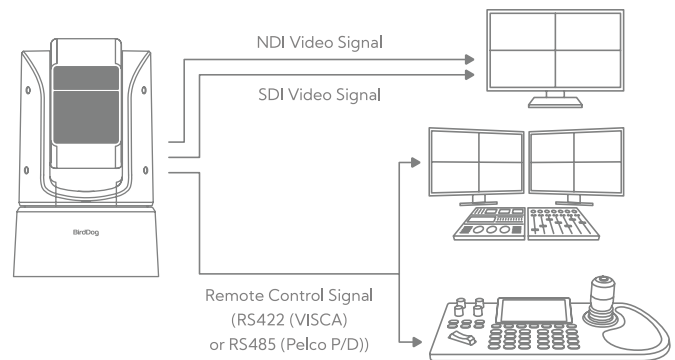 NDI Video Signal
SDI Video Signal
BirdDog
Remote Control Signal
(RS422 (VISCA)
or RS485 (Pelco P/D))